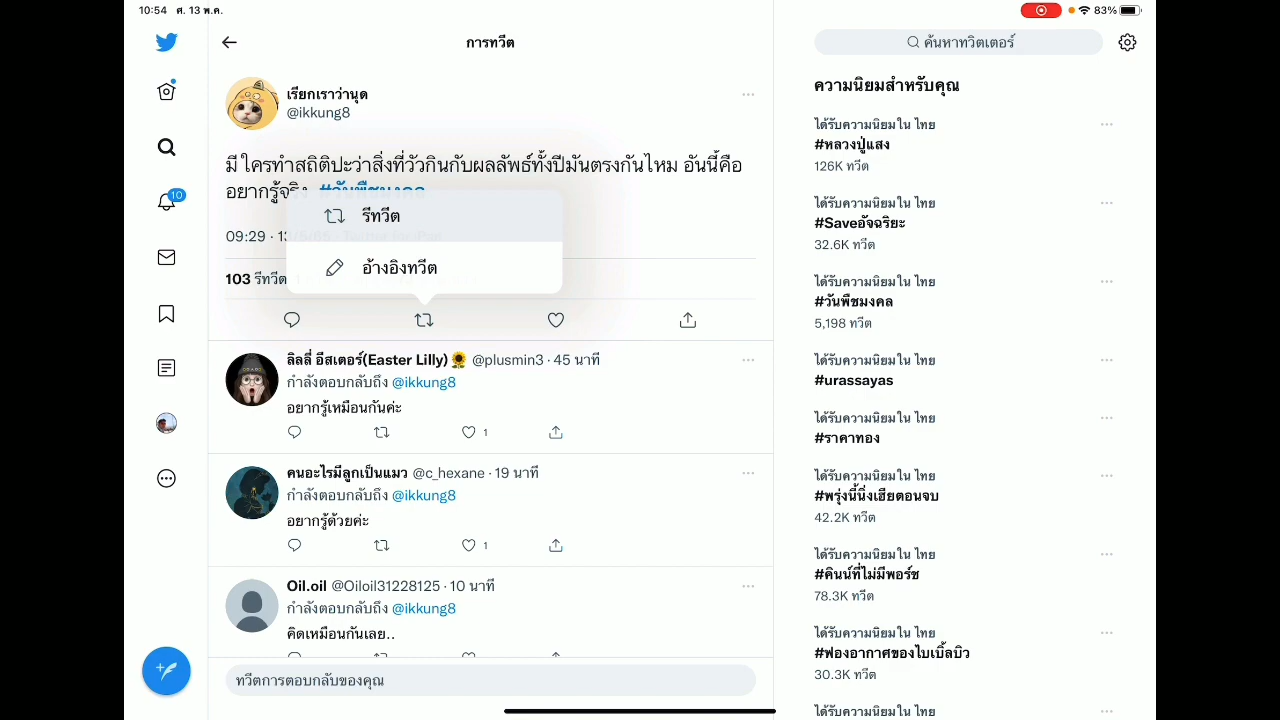 10:54 ศ. 13 พ.ค.
83%
การทวีต
ค้นหาทวิตเตอร์
เรียกเราว่านุด
@ikkung8
มี ใครทำสถิติปะว่าสิ่งที่วัวกินกับผลลัพธ์ทั้งปีมันตรงกันไหม อันนี้คือ
อยากรู้จริง #วันพืชมงคล
รีทวีต
09:29 · 13/5/65
อ้างอิงทวีต
103 รีทวีต
10
ลิลลี่ อีสเตอร์(Easter Lilly)🌻 @plusmin3 · 45 นาที
กำลังตอบกลับถึง @ikkung8
อยากรู้เหมือนกันค่ะ
1
คนอะไรมีลูกเป็นแมว @c_hexane · 19 นาที
กำลังตอบกลับถึง @ikkung8
อยากรู้ด้วยค่ะ
1
Oil.oil @Oiloil31228125 · 10 นาที
กำลังตอบกลับถึง @ikkung8
คิดเหมือนกันเลย..
ทวีตการตอบกลับของคุณ
ความนิยมสำหรับคุณ
ได้รับความนิยมใน ไทย
#หลวงปู่แสง
126K ทวีต
ได้รับความนิยมใน ไทย
#Saveอัจฉริยะ
32.6K ทวีต
ได้รับความนิยมใน ไทย
#วันพืชมงคล
5,198 ทวีต
ได้รับความนิยมใน ไทย
#urassayas
ได้รับความนิยมใน ไทย
#ราคาทอง
ได้รับความนิยมใน ไทย
#พรุ่งนี้นิ่งเฮียตอนจบ
42.2K ทวีต
ได้รับความนิยมใน ไทย
#คินน์ที่ไม่มีพอร์ช
78.3K ทวีต
ได้รับความนิยมใน ไทย
#ฟองอากาศของไบเบิ้ลบิว
30.3K ทวีต
ได้รับความนิยมใน ไทย